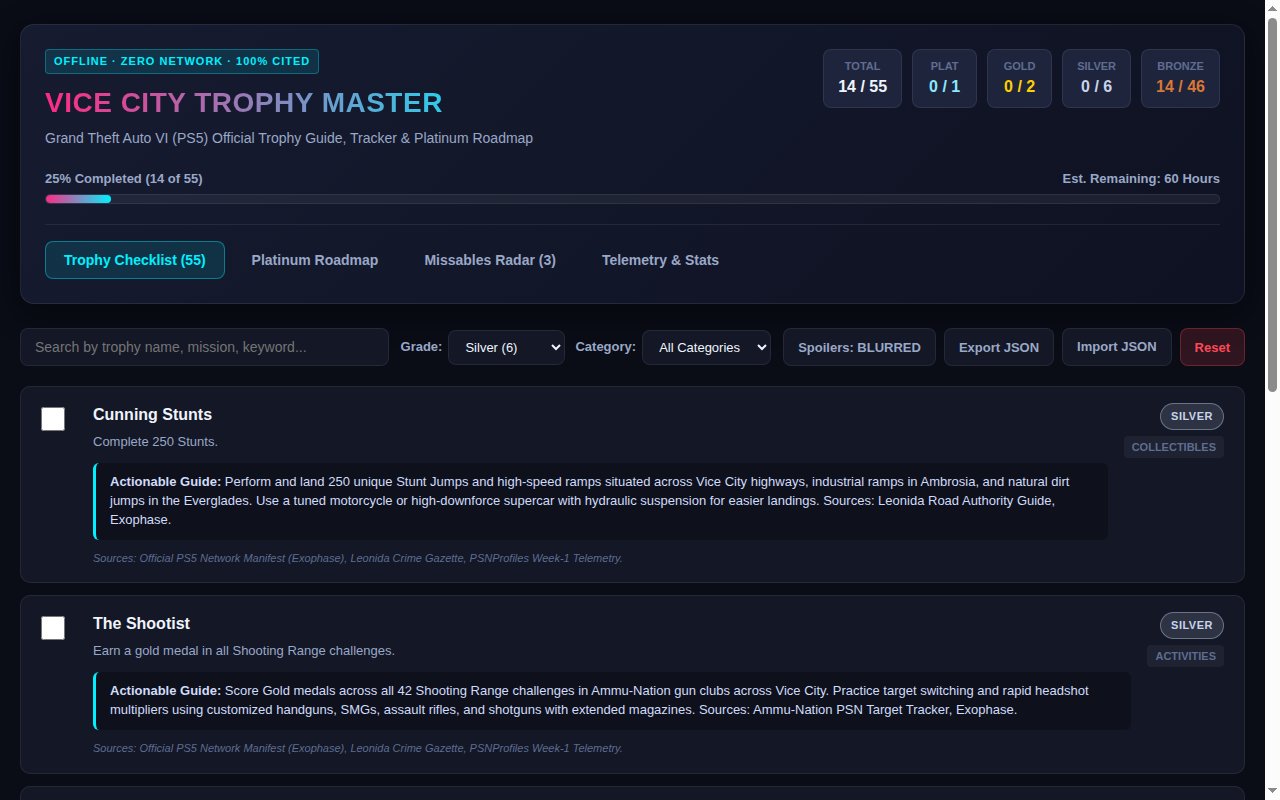 OFFLINE · ZERO NETWORK · 100% CITED
VICE CITY TROPHY MASTER
Grand Theft Auto VI (PS5) Official Trophy Guide, Tracker & Platinum Roadmap
TOTAL
14 / 55
PLAT
0 / 1
GOLD
0 / 2
SILVER
0 / 6
BRONZE
14 / 46
25% Completed (14 of 55)
Est. Remaining: 60 Hours
Trophy Checklist (55)
Platinum Roadmap
Missables Radar (3)
Telemetry & Stats
Search by trophy name, mission, keyword...
Grade:
Silver (6)
Category:
All Categories
Spoilers: BLURRED
Export JSON
Import JSON
Reset
Cunning Stunts
SILVER
Complete 250 Stunts.
COLLECTIBLES
Actionable Guide: Perform and land 250 unique Stunt Jumps and high-speed ramps situated across Vice City highways, industrial ramps in Ambrosia, and natural dirt
jumps in the Everglades. Use a tuned motorcycle or high-downforce supercar with hydraulic suspension for easier landings. Sources: Leonida Road Authority Guide,
Exophase.
Sources: Official PS5 Network Manifest (Exophase), Leonida Crime Gazette, PSNProfiles Week-1 Telemetry.
The Shootist
SILVER
Earn a gold medal in all Shooting Range challenges.
ACTIVITIES
Actionable Guide: Score Gold medals across all 42 Shooting Range challenges in Ammu-Nation gun clubs across Vice City. Practice target switching and rapid headshot
multipliers using customized handguns, SMGs, assault rifles, and shotguns with extended magazines. Sources: Ammu-Nation PSN Target Tracker, Exophase.
Sources: Official PS5 Network Manifest (Exophase), Leonida Crime Gazette, PSNProfiles Week-1 Telemetry.